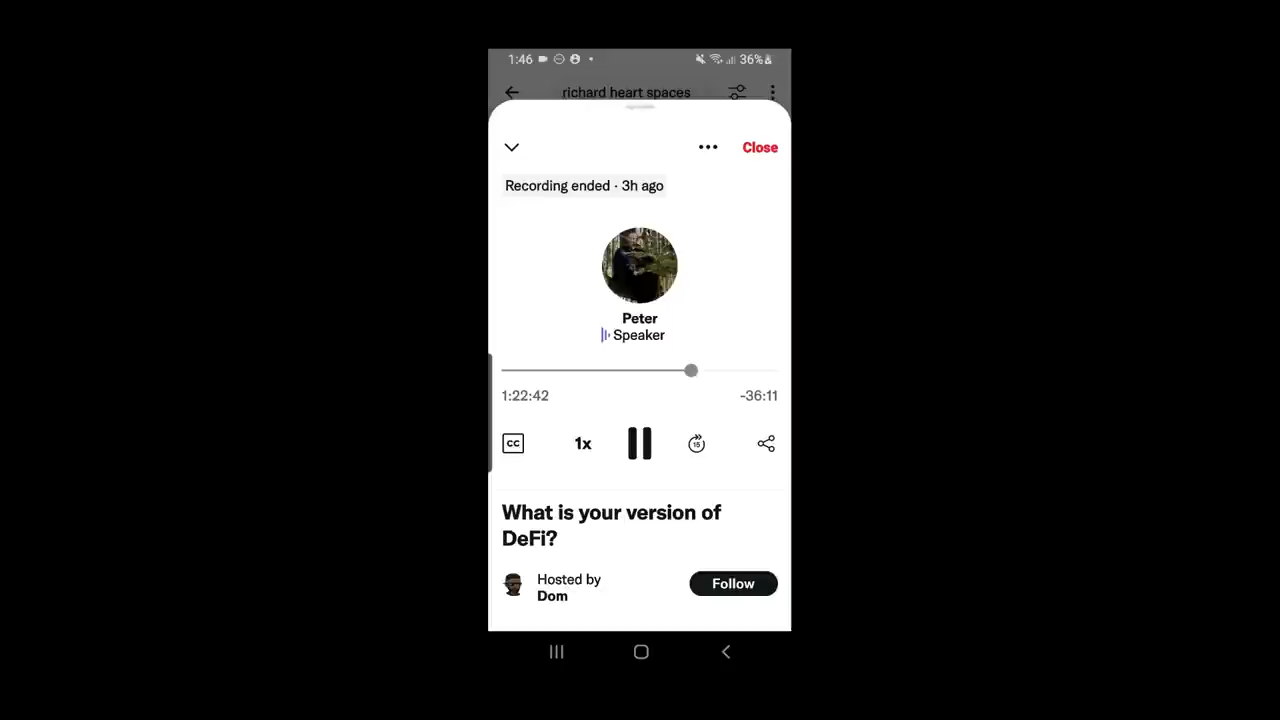 1:46 36%
richard heart spaces
Close
Recording ended · 3h ago
Peter
Speaker
1:22:42 -36:11
CC 1x 15
What is your version of
DeFi?
Hosted by
Dom
Follow